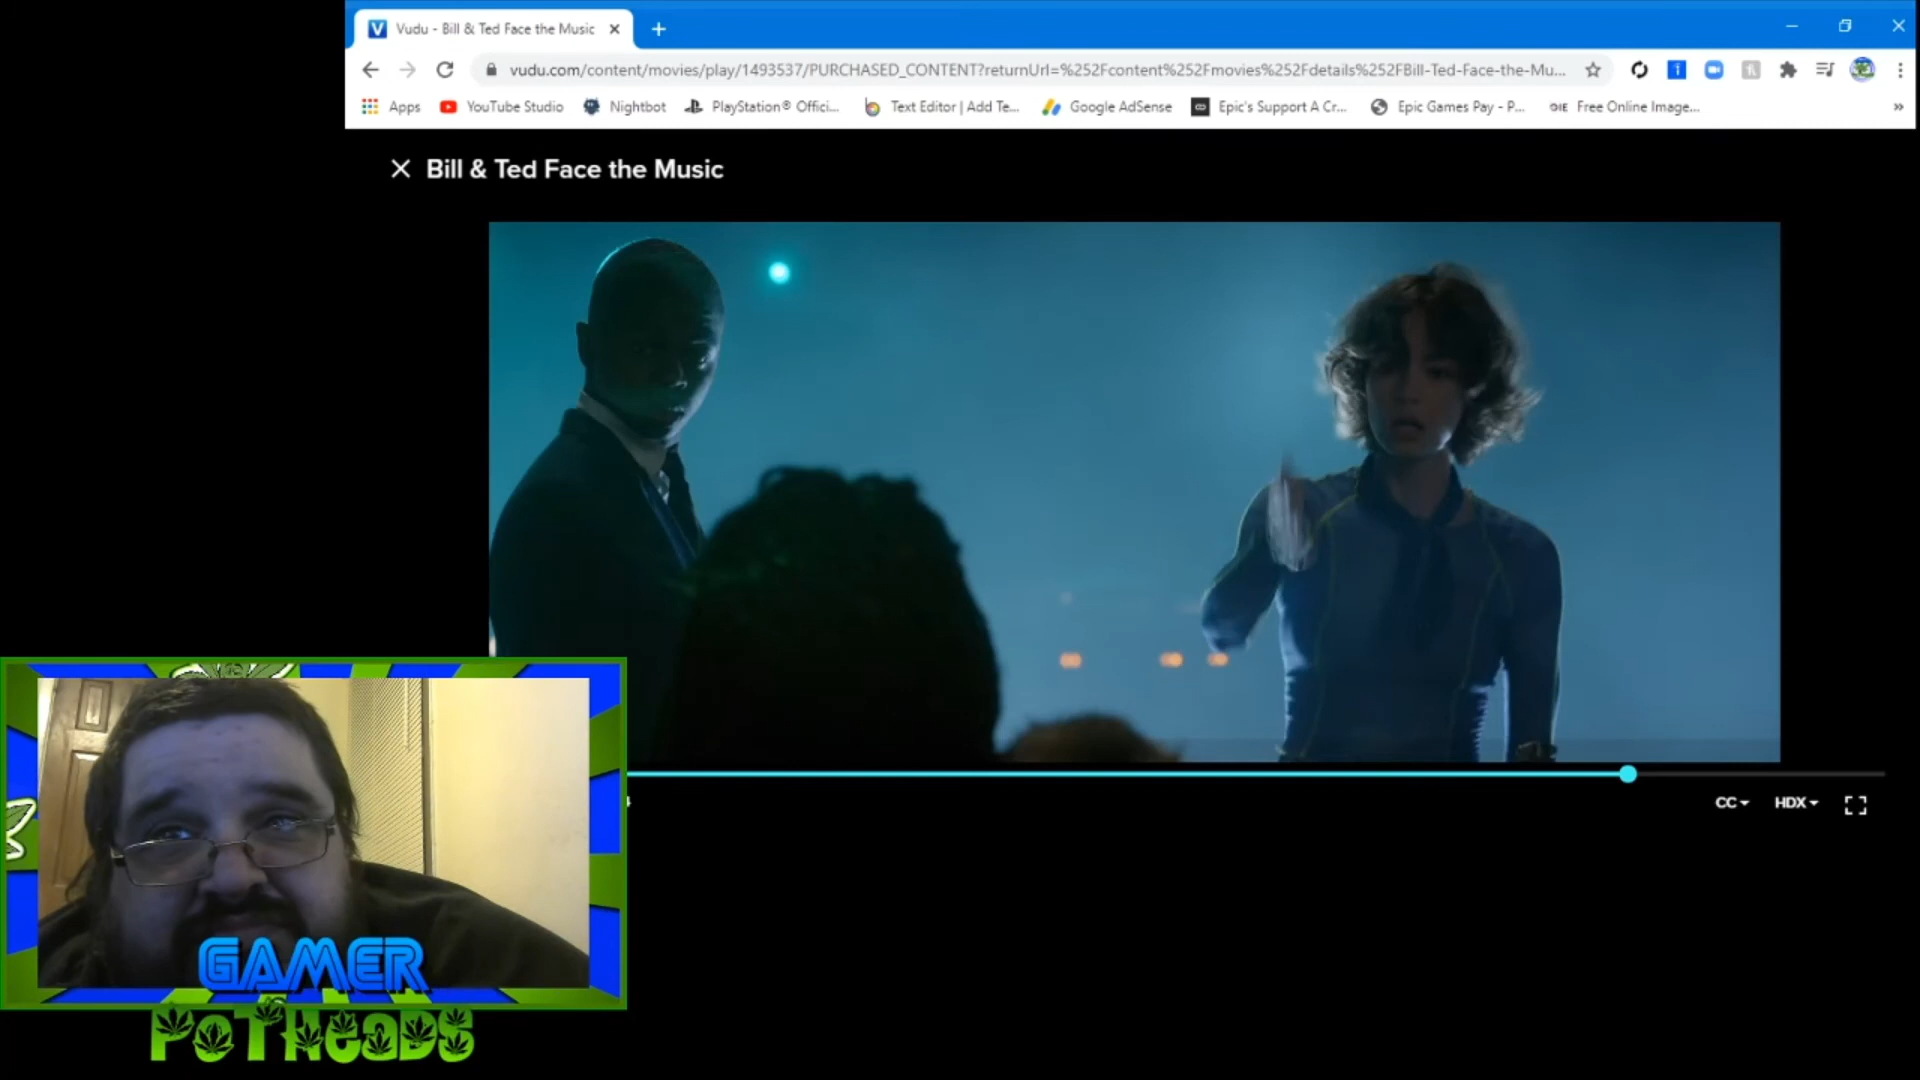 Vudu - Bill & Ted Face the Music
vudu.com/content/movies/play/1493537/PURCHASED_CONTENT?returnUrl=%252Fcontent%252Fmovies%252Fdetails%252FBill-Ted-Face-the-Mu...
Apps YouTube Studio Nightbot PlayStation® Offici... Text Editor | Add Te... Google AdSense Epic's Support A Cr... Epic Games Pay - P... OIE Free Online Image...
Bill & Ted Face the Music
CC HDX
GAMER
PoTHeaDS